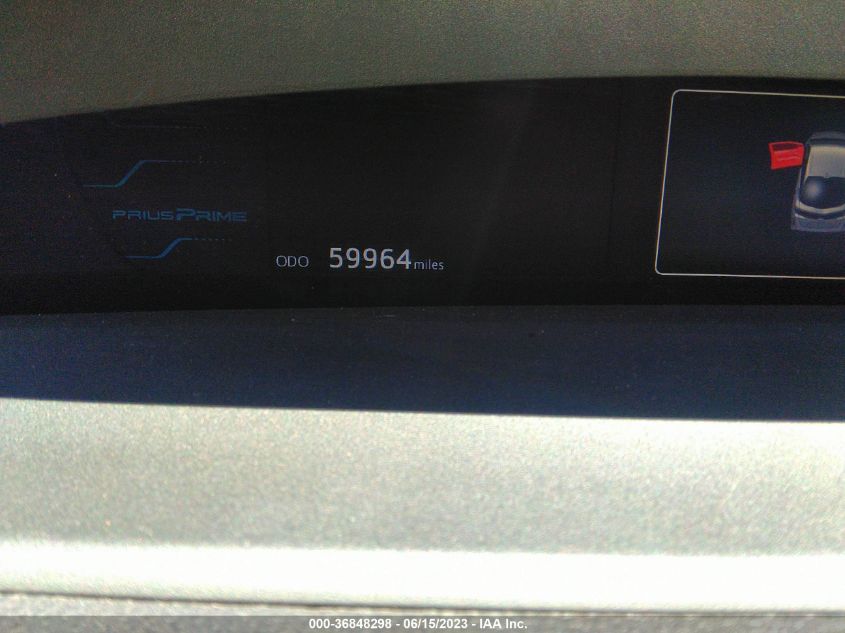 PRIUS PRIME
ODO 59964 miles
000-36848298 - 06/15/2023 - IAA Inc.